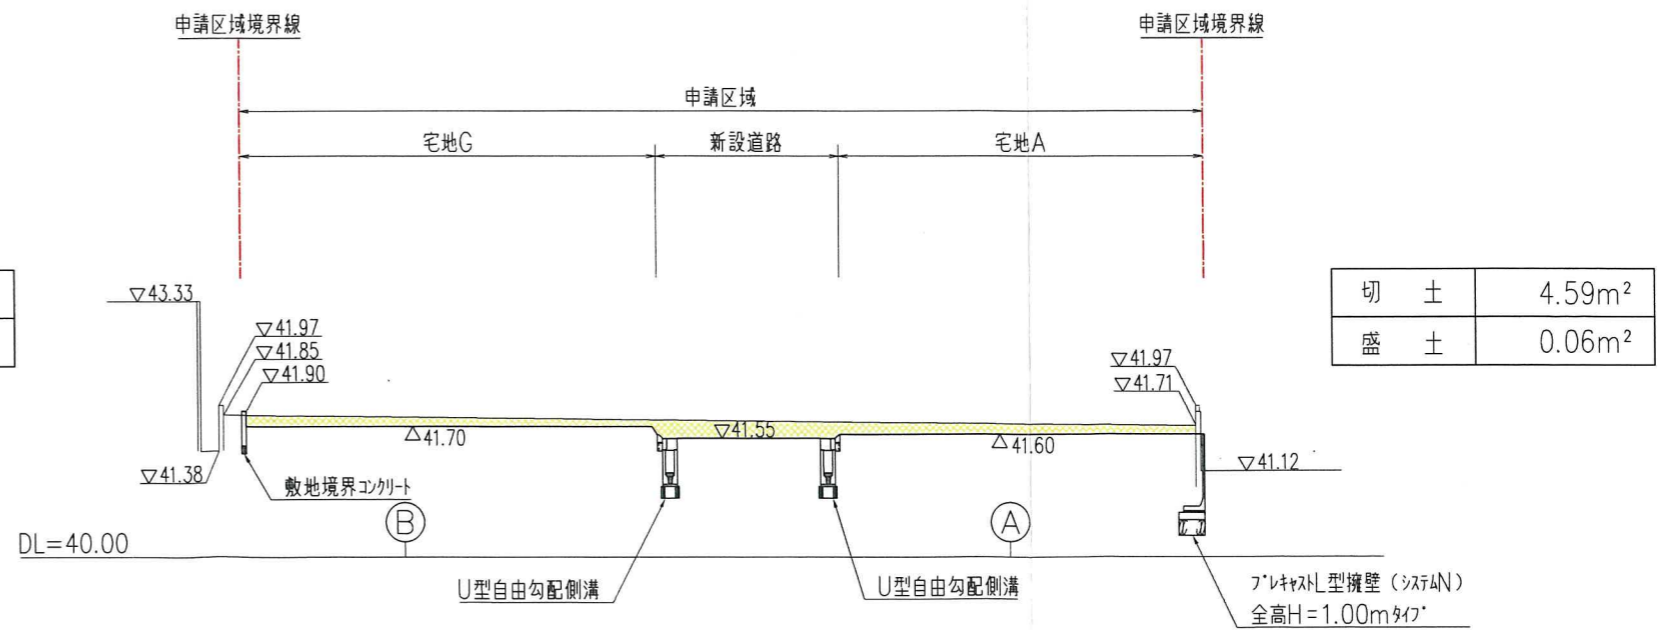 申請区域境界線
申請区域境界線
申請区域
宅地G
新設道路
宅地A
▽43.33
▽41.97
▽41.85
▽41.90
▽41.97
▽41.71
切 土 4.59m²
盛 土 0.06m²
△41.70
▽41.55
△41.60
▽41.38
▽41.12
敷地境界コンクリート
B
A
DL=40.00
U型自由勾配側溝
U型自由勾配側溝
プレキャストL型擁壁(システムN)
全高H=1.00mタイプ